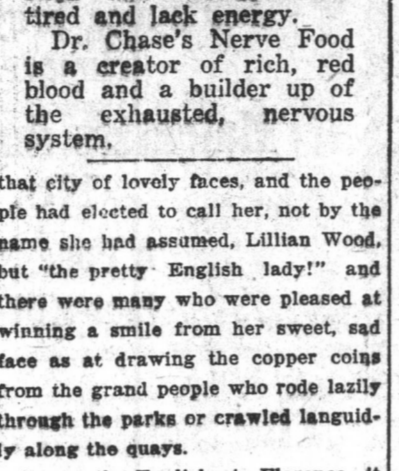 tired and lack energy.
Dr. Chase's Nerve Food
is a creator of rich, red
blood and a builder up of
the exhausted, nervous
system.
that city of lovely faces, and the peo-
ple had elected to call her, not by the
name she had assumed, Lillian Wood,
but "the pretty English lady!" and
there were many who were pleased at
winning a smile from her sweet, sad
face as at drawing the copper coins
from the grand people who rode lazily
through the parks or crawled languid-
ly along the quays.